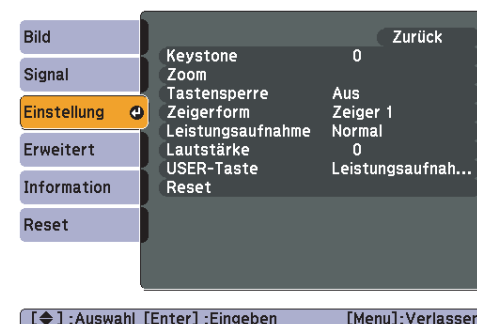 Bild
Signal
Einstellung
Erweitert
Information
Reset
Zurück
Keystone 0
Zoom
Tastensperre Aus
Zeigerform Zeiger 1
Leistungsaufnahme Normal
Lautstärke 0
USER-Taste Leistungsaufnah...
Reset
[◆] :Auswahl [Enter] :Eingeben [Menu]:Verlassen